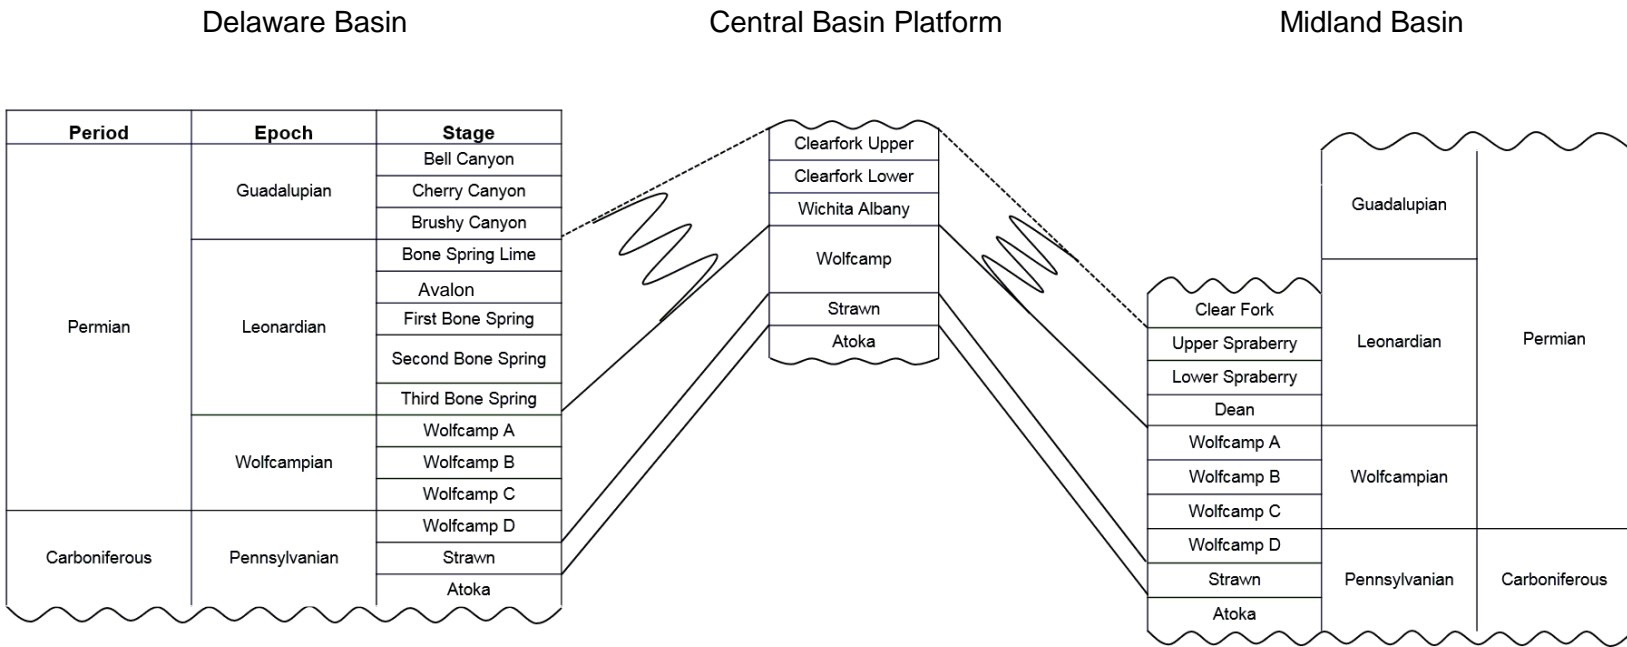 Delaware Basin
Central Basin Platform
Midland Basin
Period
Epoch
Stage
Permian
Carboniferous
Guadalupian
Leonardian
Wolfcampian
Pennsylvanian
Bell Canyon
Cherry Canyon
Brushy Canyon
Bone Spring Lime
Avalon
First Bone Spring
Second Bone Spring
Third Bone Spring
Wolfcamp A
Wolfcamp B
Wolfcamp C
Wolfcamp D
Strawn
Atoka
Clearfork Upper
Clearfork Lower
Wichita Albany
Wolfcamp
Strawn
Atoka
Clear Fork
Upper Spraberry
Lower Spraberry
Dean
Wolfcamp A
Wolfcamp B
Wolfcamp C
Wolfcamp D
Strawn
Atoka
Guadalupian
Leonardian
Wolfcampian
Pennsylvanian
Permian
Carboniferous